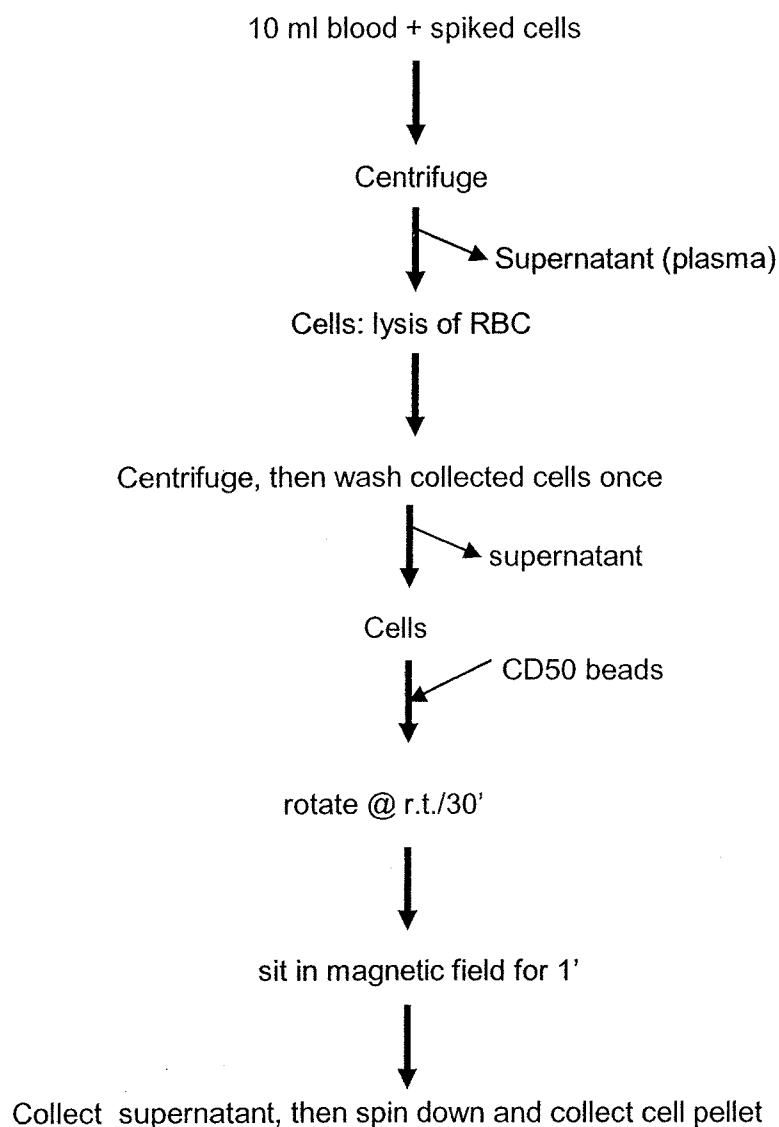 10 ml blood + spiked cells
Centrifuge
Supernatant (plasma)
Cells: lysis of RBC
Centrifuge, then wash collected cells once
supernatant
Cells
CD50 beads
rotate @ r.t./30'
sit in magnetic field for 1'
Collect supernatant, then spin down and collect cell pellet